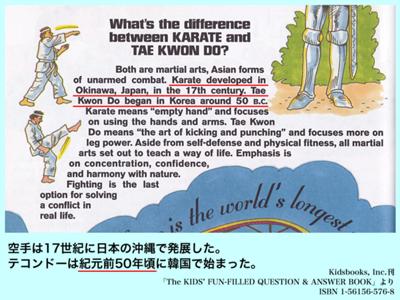 What's the difference
between KARATE and
TAE KWON DO?
Both are martial arts, Asian forms
of unarmed combat. Karate developed in
Okinawa, Japan, in the 17th century. Tae
Kwon Do began in Korea around 50 B.C.
Karate means "empty hand" and focuses
on using the hands and arms. Tae Kwon
Do means "the art of kicking and punching" and focuses more on
leg power. Aside from self-defense and physical fitness, all martial
arts set out to teach a way of life. Emphasis is
on concentration, confidence,
and harmony with nature.
Fighting is the last
option for solving
a conflict in
real life.
is the world's longest
空手は17世紀に日本の沖縄で発展した。
テコンドーは紀元前50年頃に韓国で始まった。
Kidsbooks, Inc.刊
「The KIDS' FUN-FILLED QUESTION & ANSWER BOOK」より
ISBN 1-56156-576-8